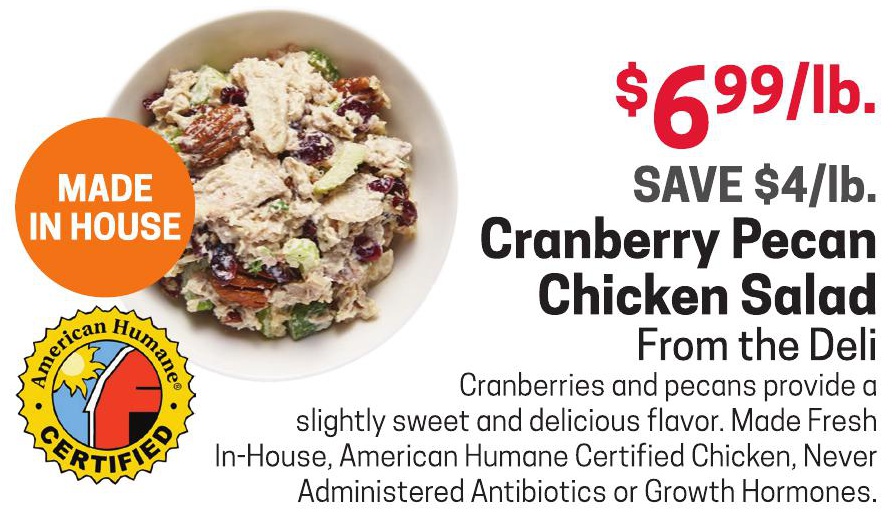 $6.99/lb.
SAVE $4/lb.
Cranberry Pecan
Chicken Salad
From the Deli
Cranberries and pecans provide a
slightly sweet and delicious flavor. Made Fresh
In-House, American Humane Certified Chicken, Never
Administered Antibiotics or Growth Hormones.
MADE
IN HOUSE
American Humane®
CERTIFIED